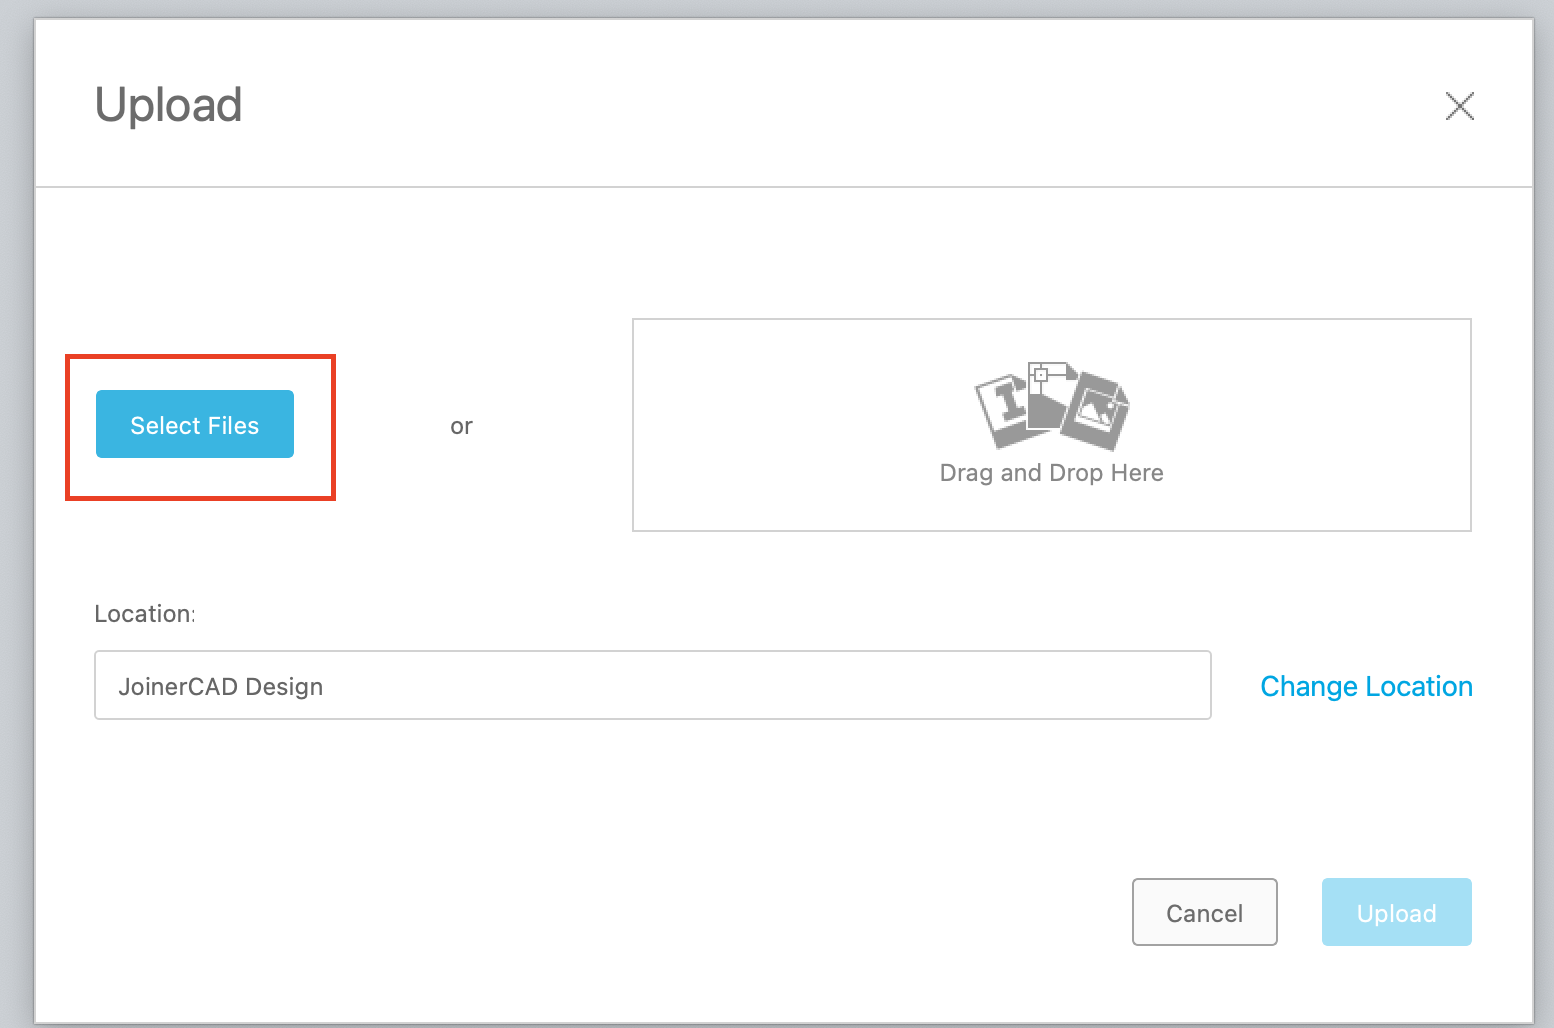 Upload
Select Files
or
Drag and Drop Here
Location:
JoinerCAD Design
Change Location
Cancel
Upload